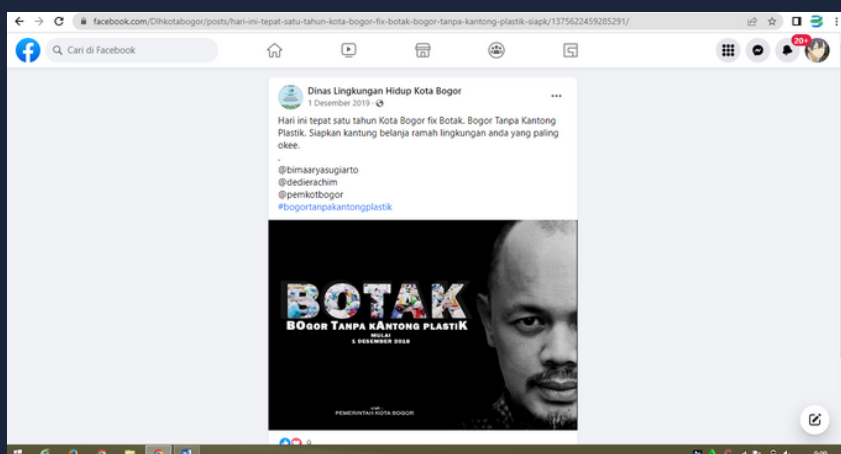 facebook.com/Dlhkotabogor/posts/hari-ini-tepat-satu-tahun-kota-bogor-fix-botak-bogor-tanpa-kantong-plastik-siapk/1375622459285291/
Cari di Facebook
20+
Dinas Lingkungan Hidup Kota Bogor
1 Desember 2019 ·
Hari ini tepat satu tahun Kota Bogor fix Botak. Bogor Tanpa Kantong
Plastik. Siapkan kantung belanja ramah lingkungan anda yang paling
okee.
.
@bimaaryasugiarto
@dedierachim
@pemkotbogor
#bogortanpakantongplastik
BOTAK
BOGOR TANPA KANTONG PLASTIK
MULAI
1 DESEMBER 2018
PEMERINTAH KOTA BOGOR